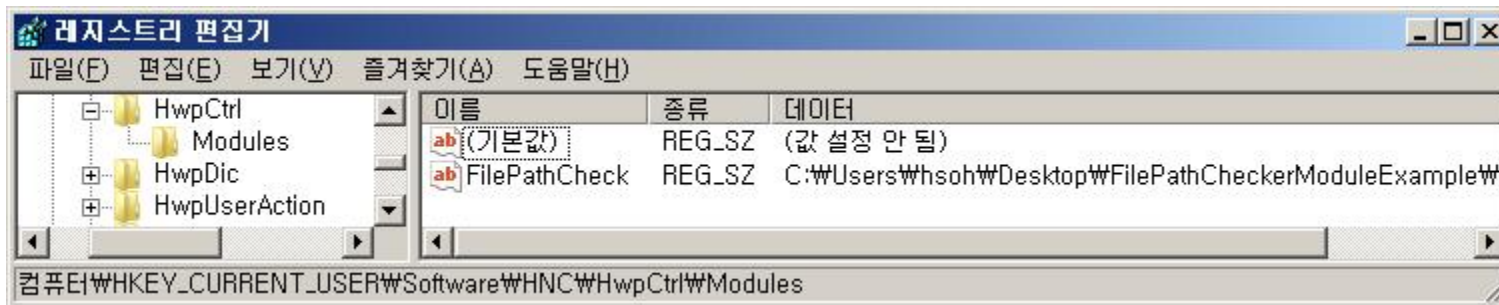 레지스트리 편집기
파일(F) 편집(E) 보기(V) 즐겨찾기(A) 도움말(H)
HwpCtrl
Modules
HwpDic
HwpUserAction
이름 종류 데이터
(기본값) REG_SZ (값 설정 안 됨)
FilePathCheck REG_SZ C:₩Users₩hsoh₩Desktop₩FilePathCheckerModuleExample₩
컴퓨터₩HKEY_CURRENT_USER₩Software₩HNC₩HwpCtrl₩Modules